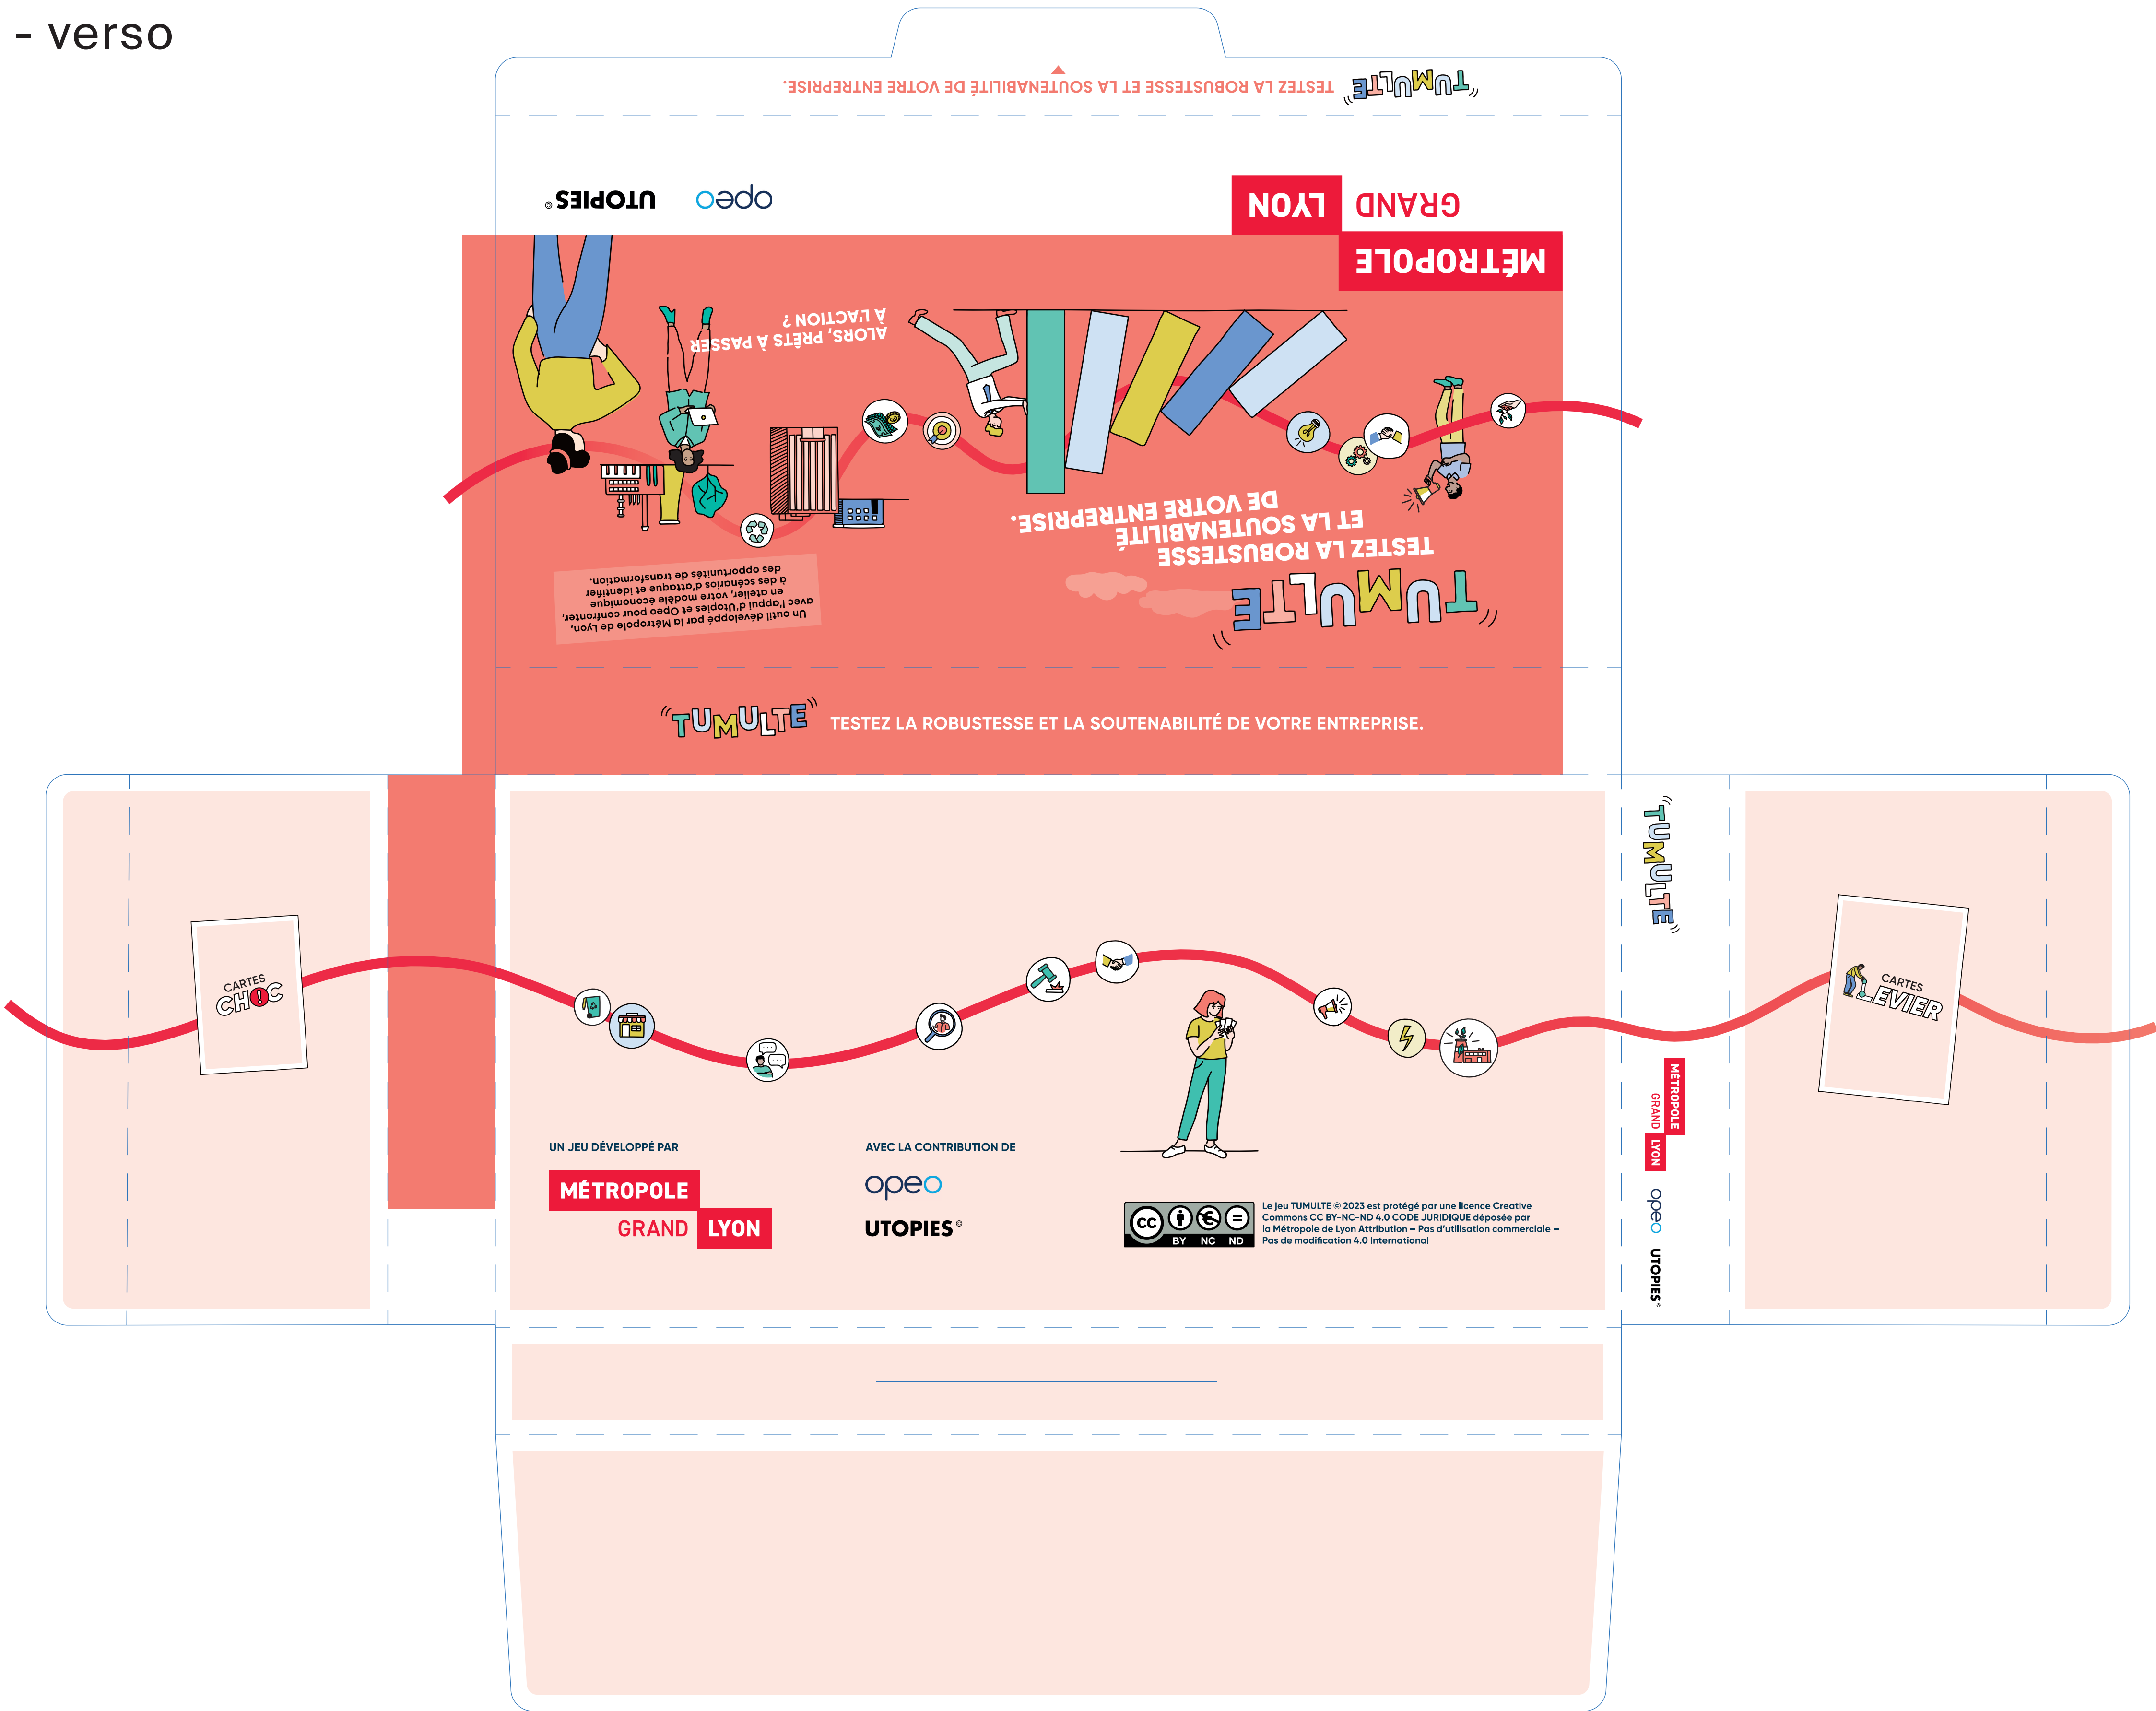 - verso
TUMULTE TESTEZ LA ROBUSTESSE ET LA SOUTENABILITÉ DE VOTRE ENTREPRISE.
MÉTROPOLE
GRAND LYON
opeo
UTOPIES©
TUMULTE
TESTEZ LA ROBUSTESSE
ET LA SOUTENABILITÉ
DE VOTRE ENTREPRISE.
Un outil développé par la Métropole de Lyon,
avec l'appui d'Utopies et Opeo pour confronter,
en atelier, votre modèle économique
à des scénarios d'attaque et identifier
des opportunités de transformation.
ALORS, PRÊTS À PASSER
À L'ACTION ?
TUMULTE TESTEZ LA ROBUSTESSE ET LA SOUTENABILITÉ DE VOTRE ENTREPRISE.
CARTES
CHOC
UN JEU DÉVELOPPÉ PAR
MÉTROPOLE
GRAND LYON
AVEC LA CONTRIBUTION DE
opeo
UTOPIES©
CC BY NC ND
Le jeu TUMULTE © 2023 est protégé par une licence Creative
Commons CC BY-NC-ND 4.0 CODE JURIDIQUE déposée par
la Métropole de Lyon Attribution – Pas d'utilisation commerciale –
Pas de modification 4.0 International
TUMULTE
MÉTROPOLE
GRAND LYON
opeo
UTOPIES©
CARTES
LEVIER